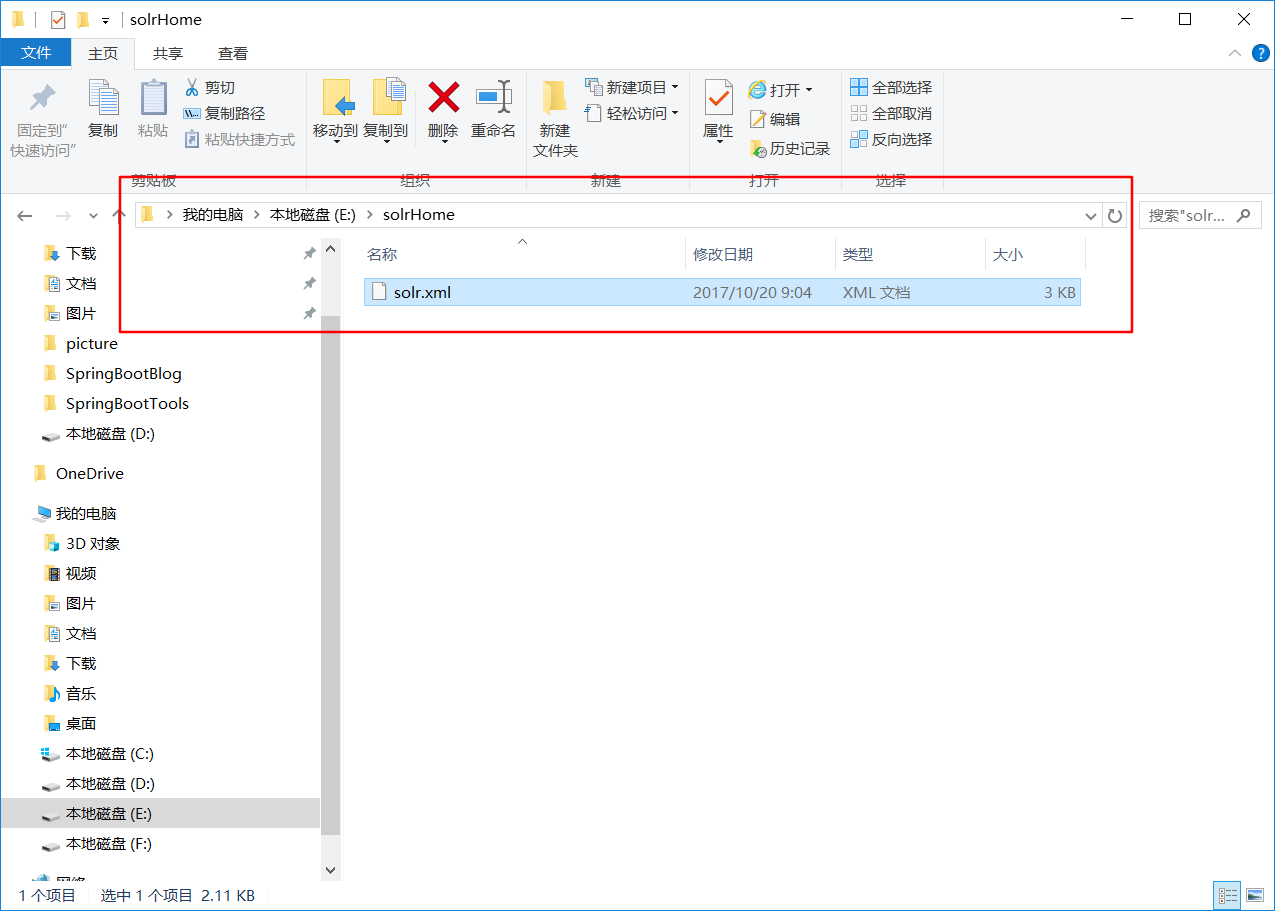 solrHome
文件 主页 共享 查看
固定到"快速访问"
复制
粘贴
剪切
复制路径
粘贴快捷方式
移动到 复制到
删除 重命名
新建文件夹
新建项目
轻松访问
属性
打开
编辑
历史记录
全部选择
全部取消
反向选择
剪贴板 组织 新建 打开 选择
我的电脑 本地磁盘 (E:) solrHome
搜索"solr...
名称 修改日期 类型 大小
solr.xml 2017/10/20 9:04 XML 文档 3 KB
下载
文档
图片
picture
SpringBootBlog
SpringBootTools
本地磁盘 (D:)
OneDrive
我的电脑
3D 对象
视频
图片
文档
下载
音乐
桌面
本地磁盘 (C:)
本地磁盘 (D:)
本地磁盘 (E:)
本地磁盘 (F:)
网络
1 个项目 选中 1 个项目 2.11 KB